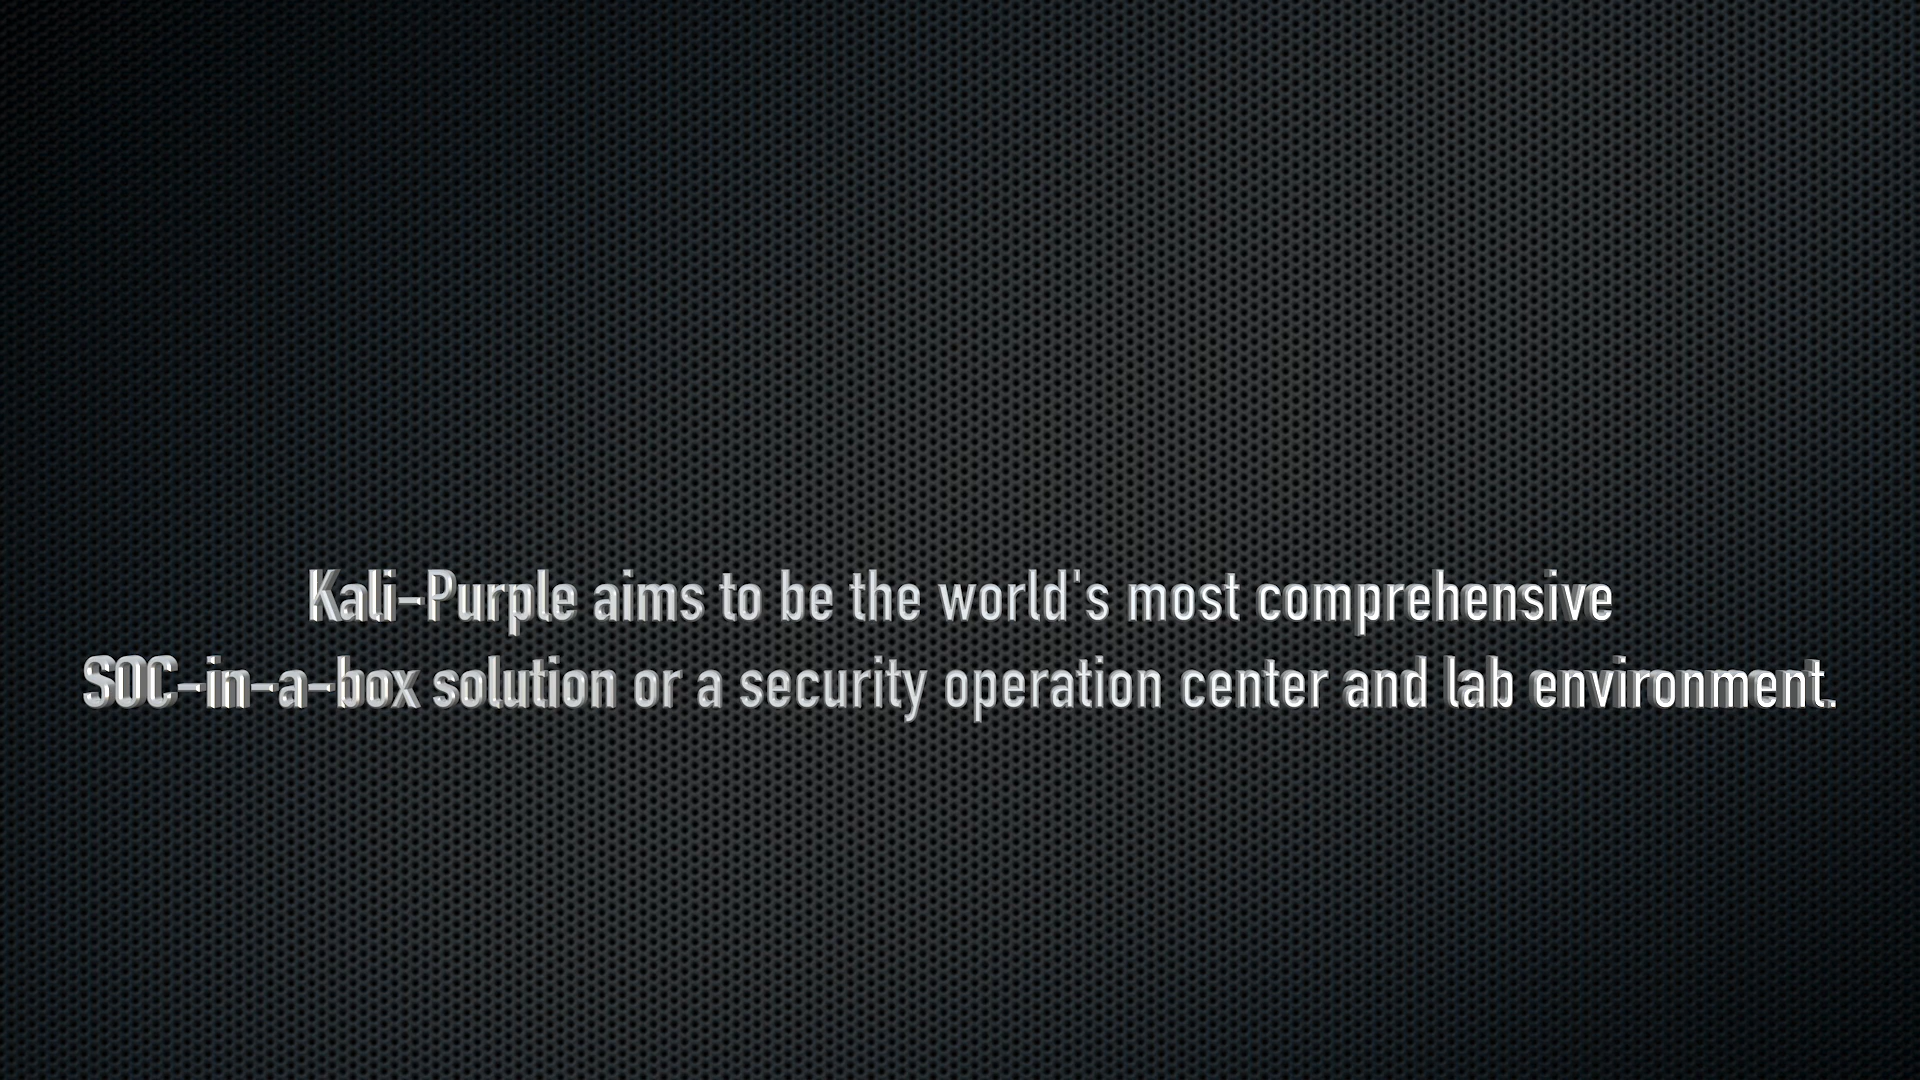 Kali-Purple aims to be the world's most comprehensive
SOC-in-a-box solution or a security operation center and lab environment.